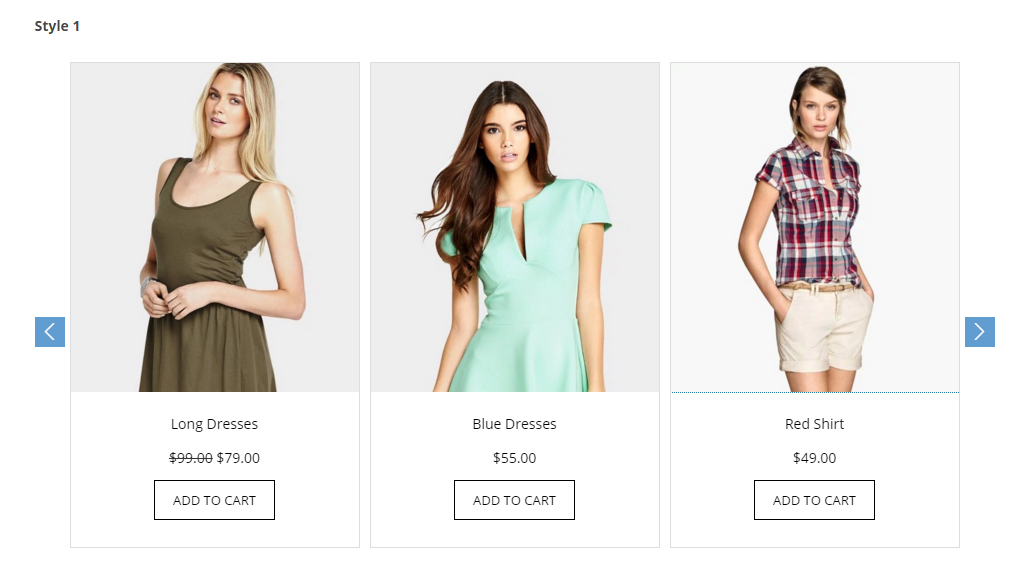 Style 1
Long Dresses
$99.00 $79.00
ADD TO CART
Blue Dresses
$55.00
ADD TO CART
Red Shirt
$49.00
ADD TO CART